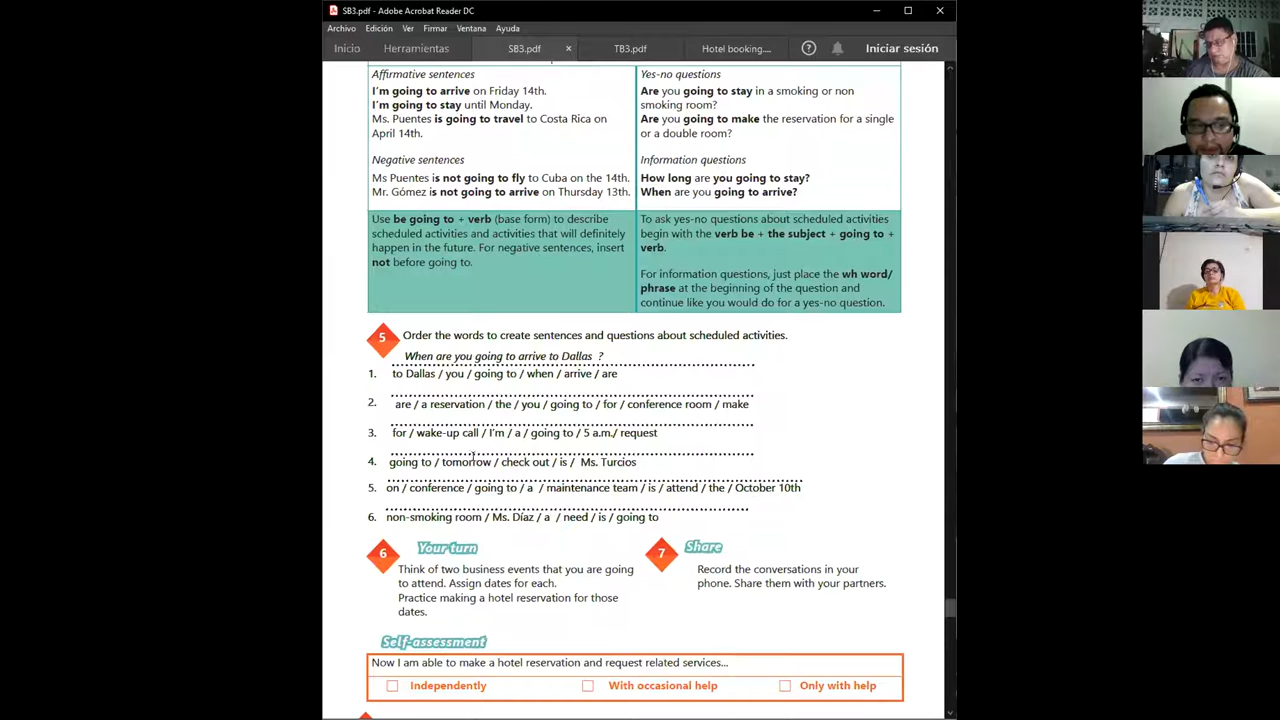 SB3.pdf - Adobe Acrobat Reader DC
Archivo Edición Ver Firmar Ventana Ayuda
Inicio Herramientas SB3.pdf × TB3.pdf Hotel booking.... Iniciar sesión
Affirmative sentences
I'm going to arrive on Friday 14th.
I'm going to stay until Monday.
Ms. Puentes is going to travel to Costa Rica on
April 14th.
Negative sentences
Ms Puentes is not going to fly to Cuba on the 14th.
Mr. Gómez is not going to arrive on Thursday 13th.
Yes-no questions
Are you going to stay in a smoking or non
smoking room?
Are you going to make the reservation for a single
or a double room?
Information questions
How long are you going to stay?
When are you going to arrive?
Use be going to + verb (base form) to describe
scheduled activities and activities that will definitely
happen in the future. For negative sentences, insert
not before going to.
To ask yes-no questions about scheduled activities
begin with the verb be + the subject + going to +
verb.
For information questions, just place the wh word/
phrase at the beginning of the question and
continue like you would do for a yes-no question.
5 Order the words to create sentences and questions about scheduled activities.
When are you going to arrive to Dallas ?
1. to Dallas / you / going to / when / arrive / are
2. are / a reservation / the / you / going to / for / conference room / make
3. for / wake-up call / I'm / a / going to / 5 a.m./ request
4. going to / tomorrow / check out / is / Ms. Turcios
5. on / conference / going to / a / maintenance team / is / attend / the / October 10th
6. non-smoking room / Ms. Díaz / a / need / is / going to
6 Your turn
Think of two business events that you are going
to attend. Assign dates for each.
Practice making a hotel reservation for those
dates.
7 Share
Record the conversations in your
phone. Share them with your partners.
Self-assessment
Now I am able to make a hotel reservation and request related services...
Independently With occasional help Only with help